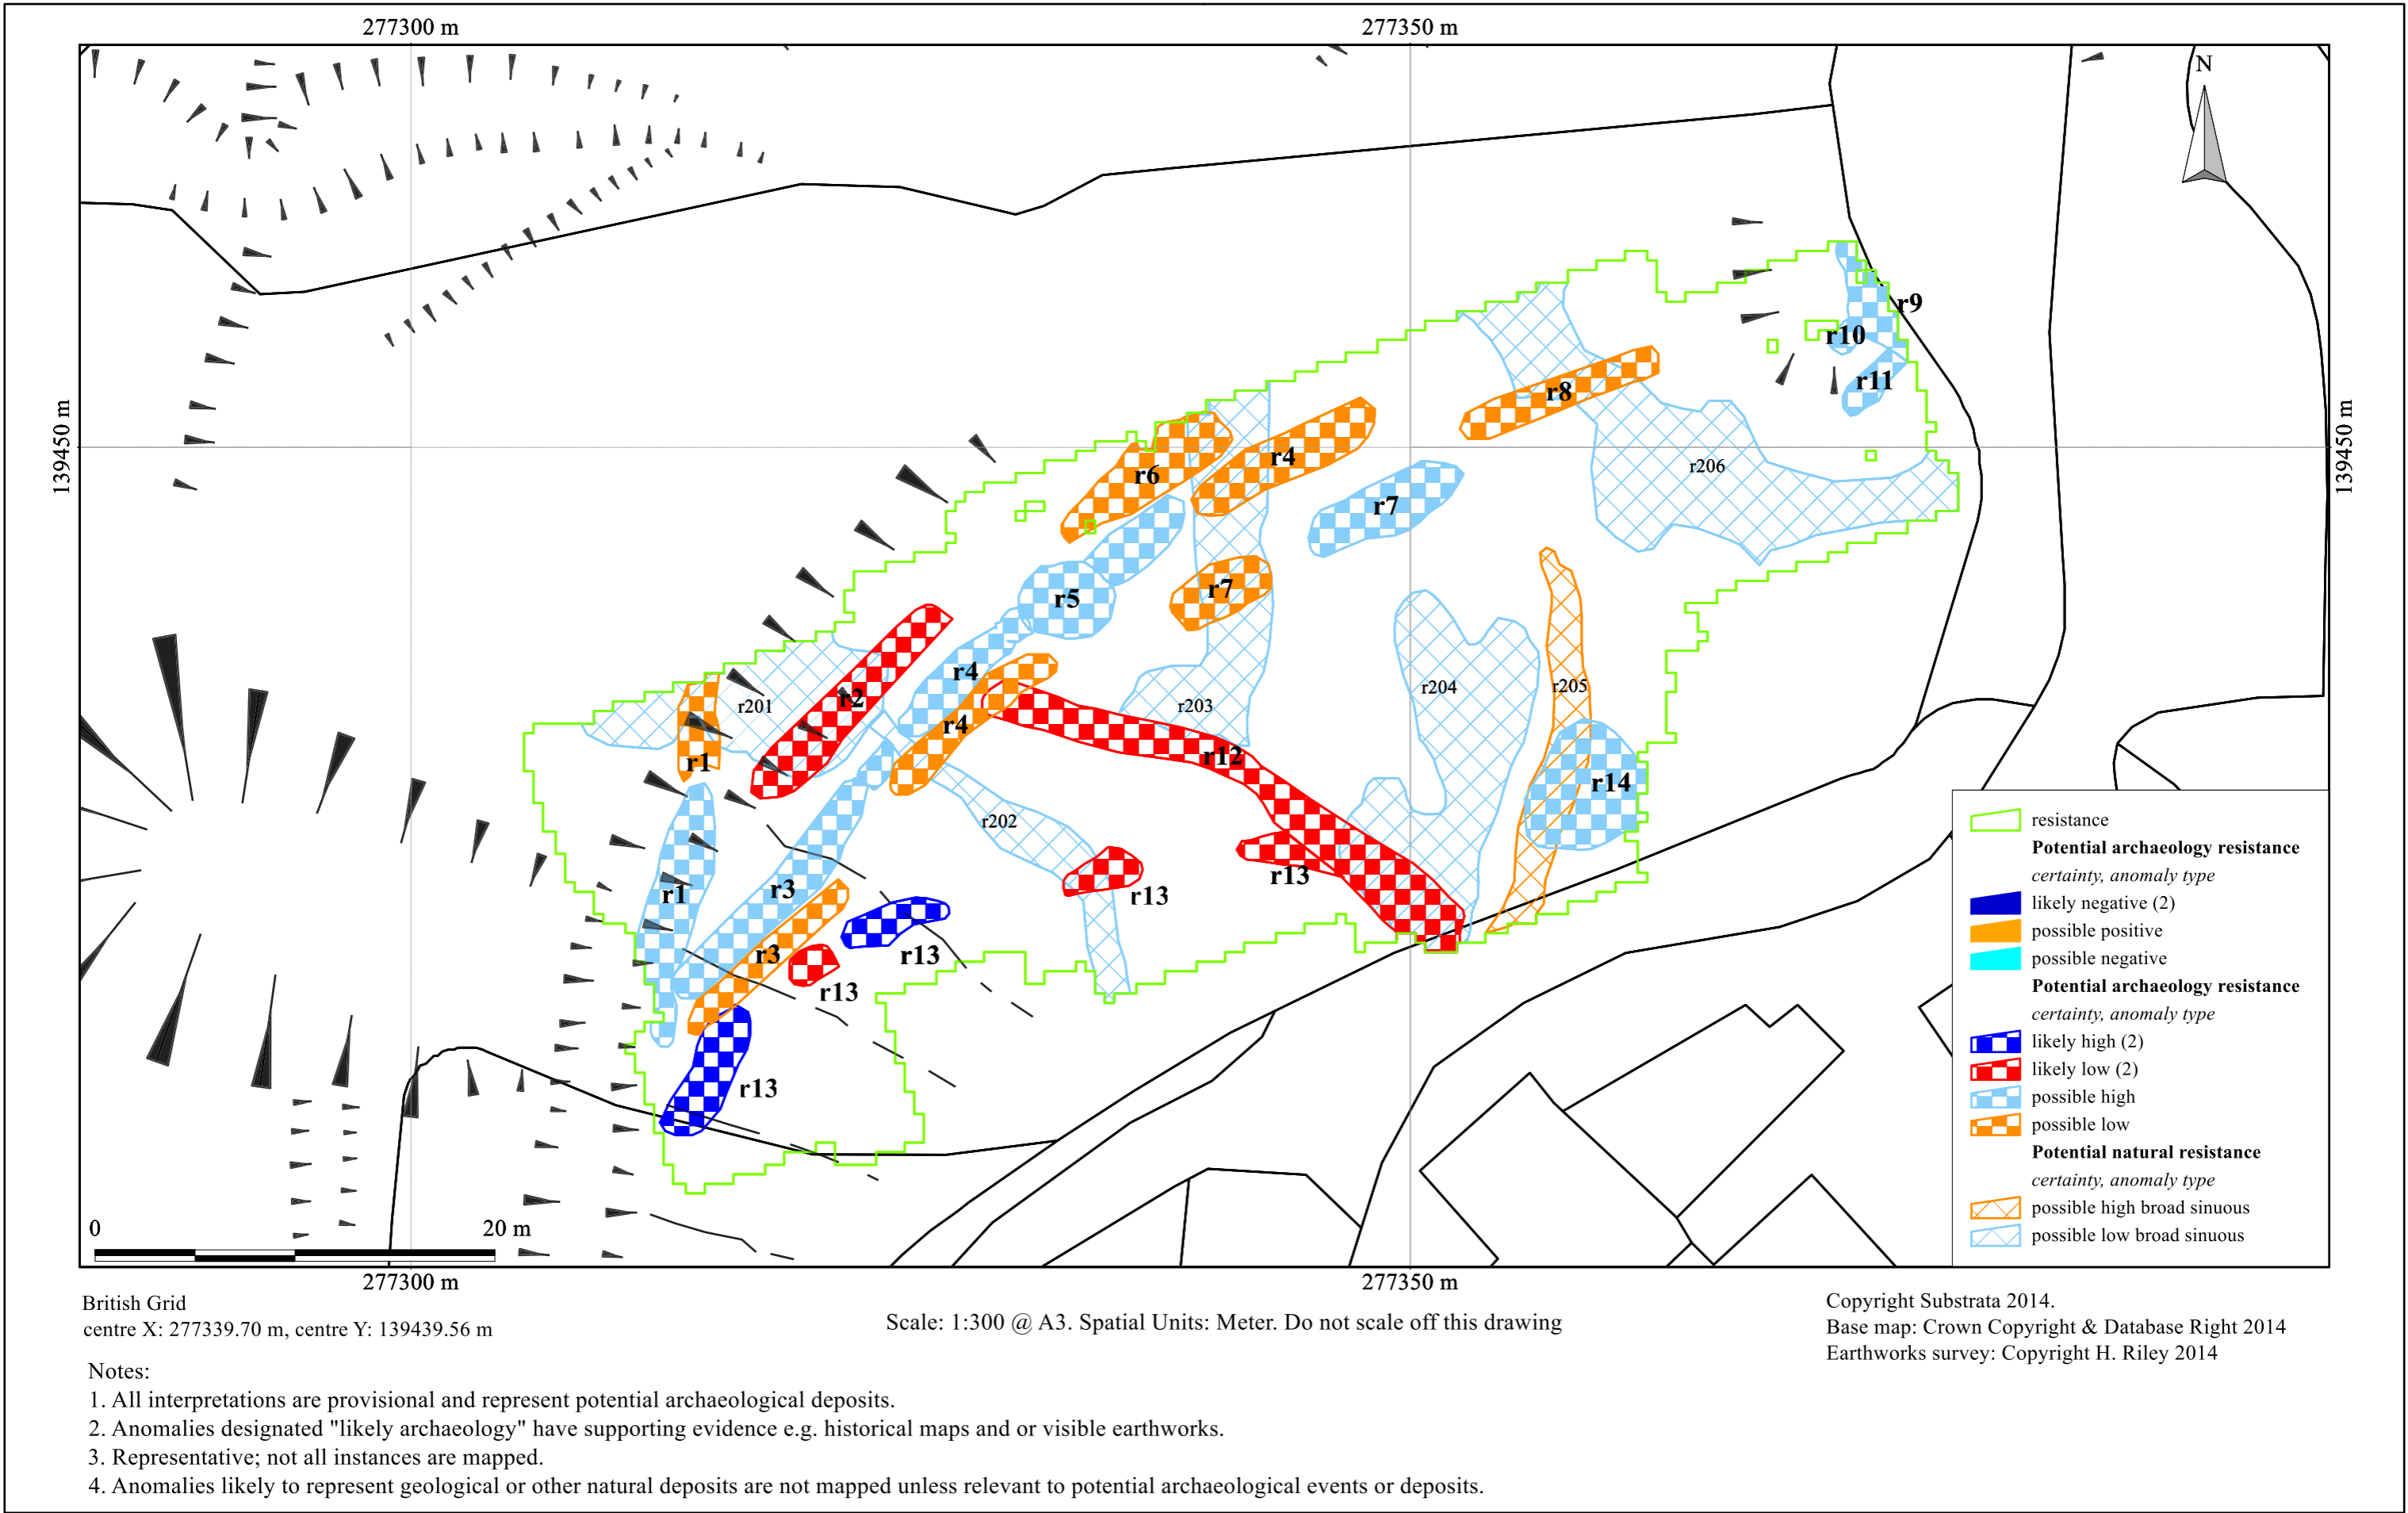 277300 m
277350 m
N
139450 m
139450 m
r9
r10
r11
r8
r4
r6
r206
r7
r5
r7
r4
r205
r204
r2
r201
r203
r4
r12
r1
r14
r202
r13
r13
r3
r1
r3
r13
r13
r13
resistance
Potential archaeology resistance
certainty, anomaly type
likely negative (2)
possible positive
possible negative
Potential archaeology resistance
certainty, anomaly type
likely high (2)
likely low (2)
possible high
possible low
Potential natural resistance
certainty, anomaly type
possible high broad sinuous
possible low broad sinuous
0 20 m
277300 m
277350 m
British Grid
centre X: 277339.70 m, centre Y: 139439.56 m
Scale: 1:300 @ A3. Spatial Units: Meter. Do not scale off this drawing
Copyright Substrata 2014.
Base map: Crown Copyright & Database Right 2014
Earthworks survey: Copyright H. Riley 2014
Notes:
1. All interpretations are provisional and represent potential archaeological deposits.
2. Anomalies designated "likely archaeology" have supporting evidence e.g. historical maps and or visible earthworks.
3. Representative; not all instances are mapped.
4. Anomalies likely to represent geological or other natural deposits are not mapped unless relevant to potential archaeological events or deposits.